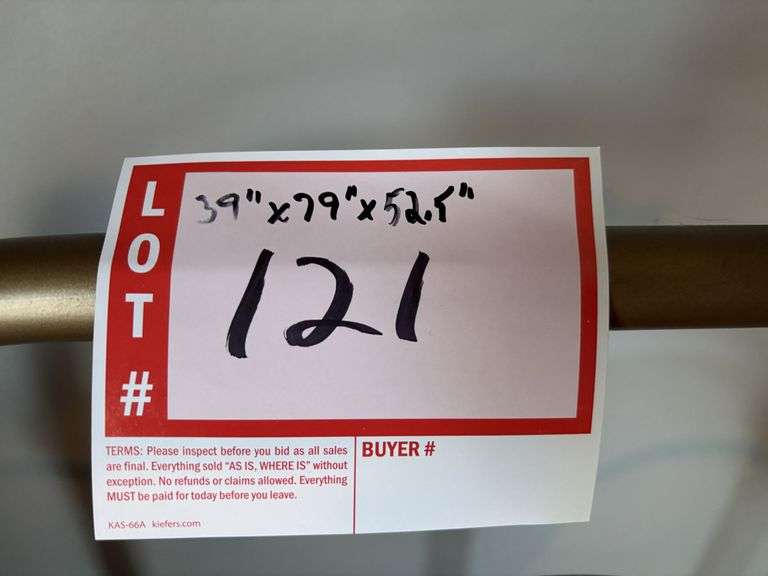 LOT #
39" x 79" x 52.5"
121
TERMS: Please inspect before you bid as all sales
are final. Everything sold "AS IS, WHERE IS" without
exception. No refunds or claims allowed. Everything
MUST be paid for today before you leave.
KAS-66A kiefers.com
BUYER #